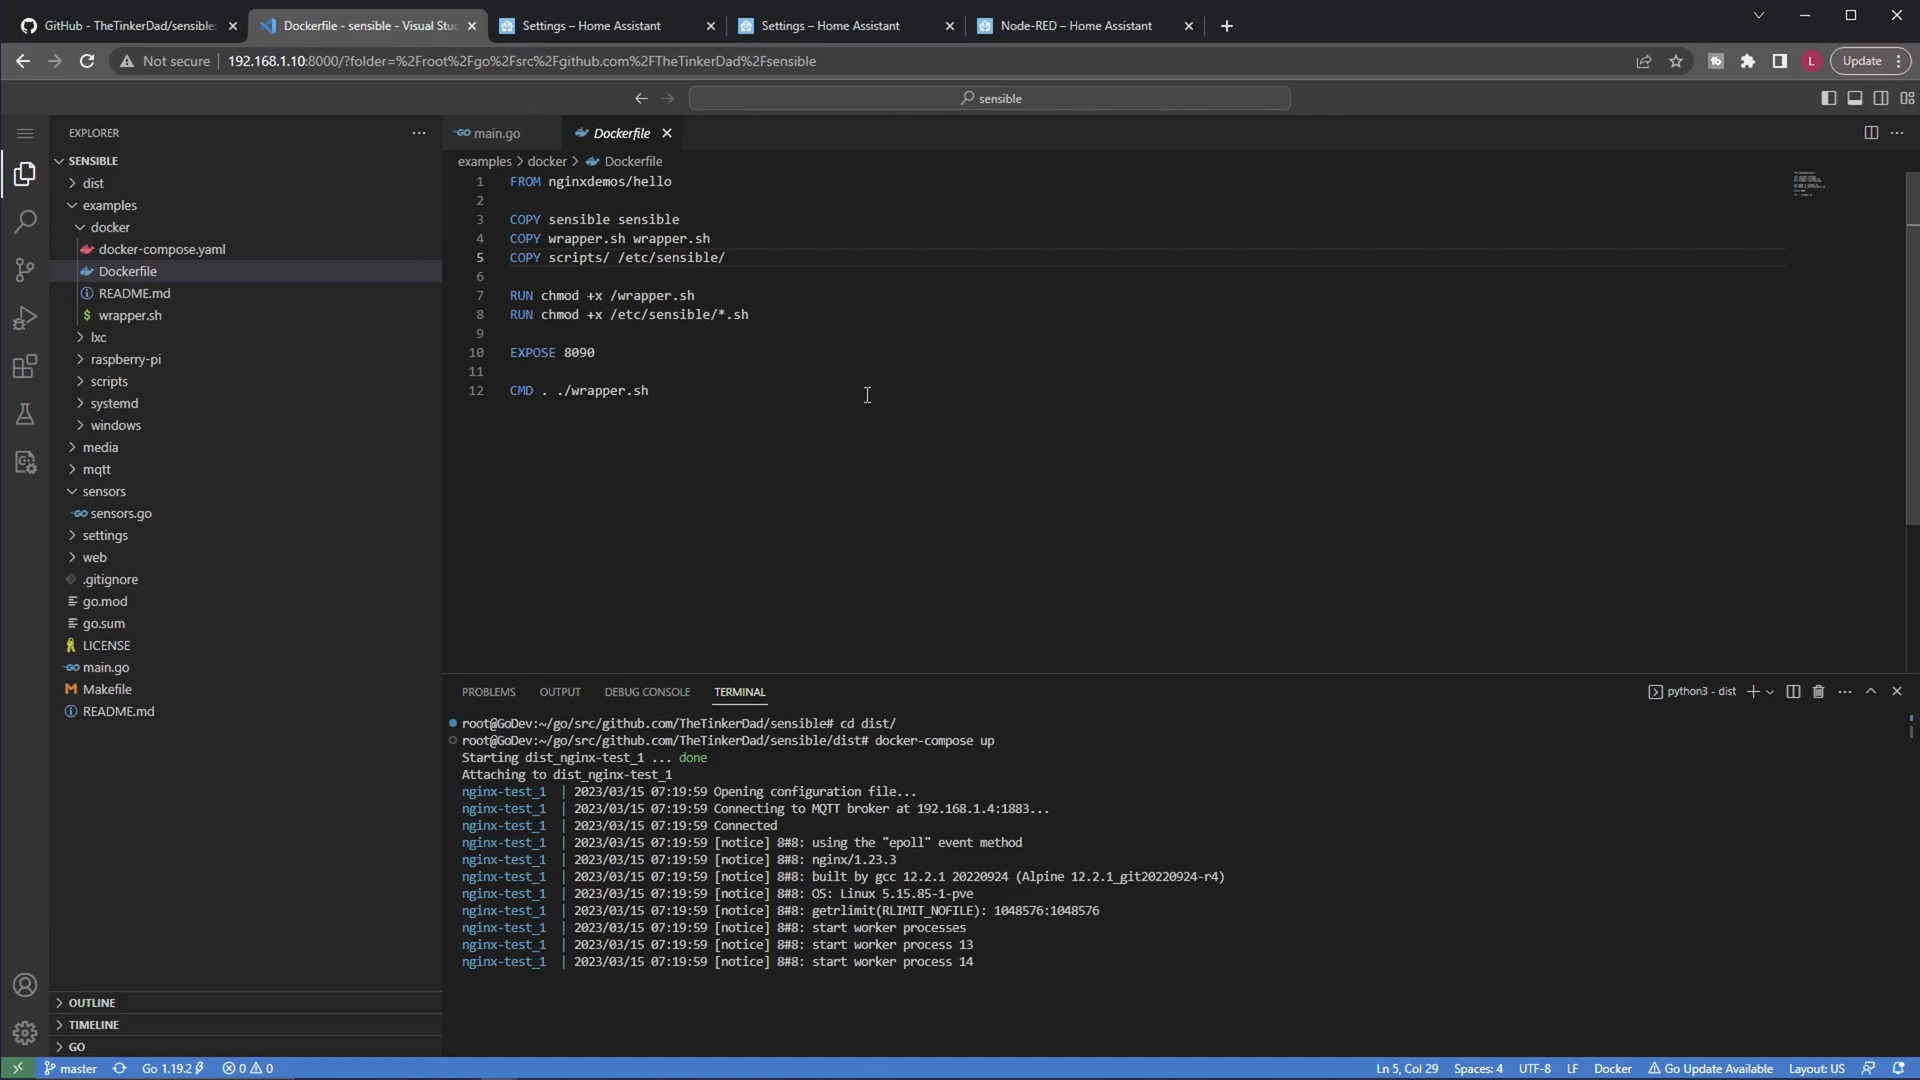 GitHub - TheTinkerDad/sensible:
Dockerfile - sensible - Visual Stu
Settings – Home Assistant
Settings – Home Assistant
Node-RED – Home Assistant
Not secure
192.168.1.10:8000/?folder=%2Froot%2Fgo%2Fsrc%2Fgithub.com%2FTheTinkerDad%2Fsensible
L
Update
sensible
EXPLORER
SENSIBLE
dist
examples
docker
docker-compose.yaml
Dockerfile
README.md
wrapper.sh
lxc
raspberry-pi
scripts
systemd
windows
media
mqtt
sensors
sensors.go
settings
web
.gitignore
go.mod
go.sum
LICENSE
main.go
Makefile
README.md
OUTLINE
TIMELINE
GO
main.go
Dockerfile
examples > docker > Dockerfile
1 FROM nginxdemos/hello
2
3 COPY sensible sensible
4 COPY wrapper.sh wrapper.sh
5 COPY scripts/ /etc/sensible/
6
7 RUN chmod +x /wrapper.sh
8 RUN chmod +x /etc/sensible/*.sh
9
10 EXPOSE 8090
11
12 CMD . ./wrapper.sh
PROBLEMS OUTPUT DEBUG CONSOLE TERMINAL
python3 - dist
root@GoDev:~/go/src/github.com/TheTinkerDad/sensible# cd dist/
root@GoDev:~/go/src/github.com/TheTinkerDad/sensible/dist# docker-compose up
Starting dist_nginx-test_1 ... done
Attaching to dist_nginx-test_1
nginx-test_1 | 2023/03/15 07:19:59 Opening configuration file...
nginx-test_1 | 2023/03/15 07:19:59 Connecting to MQTT broker at 192.168.1.4:1883...
nginx-test_1 | 2023/03/15 07:19:59 Connected
nginx-test_1 | 2023/03/15 07:19:59 [notice] 8#8: using the "epoll" event method
nginx-test_1 | 2023/03/15 07:19:59 [notice] 8#8: nginx/1.23.3
nginx-test_1 | 2023/03/15 07:19:59 [notice] 8#8: built by gcc 12.2.1 20220924 (Alpine 12.2.1_git20220924-r4)
nginx-test_1 | 2023/03/15 07:19:59 [notice] 8#8: OS: Linux 5.15.85-1-pve
nginx-test_1 | 2023/03/15 07:19:59 [notice] 8#8: getrlimit(RLIMIT_NOFILE): 1048576:1048576
nginx-test_1 | 2023/03/15 07:19:59 [notice] 8#8: start worker processes
nginx-test_1 | 2023/03/15 07:19:59 [notice] 8#8: start worker process 13
nginx-test_1 | 2023/03/15 07:19:59 [notice] 8#8: start worker process 14
master Go 1.19.2 0 0 Ln 5, Col 29 Spaces: 4 UTF-8 LF Docker Go Update Available Layout: US